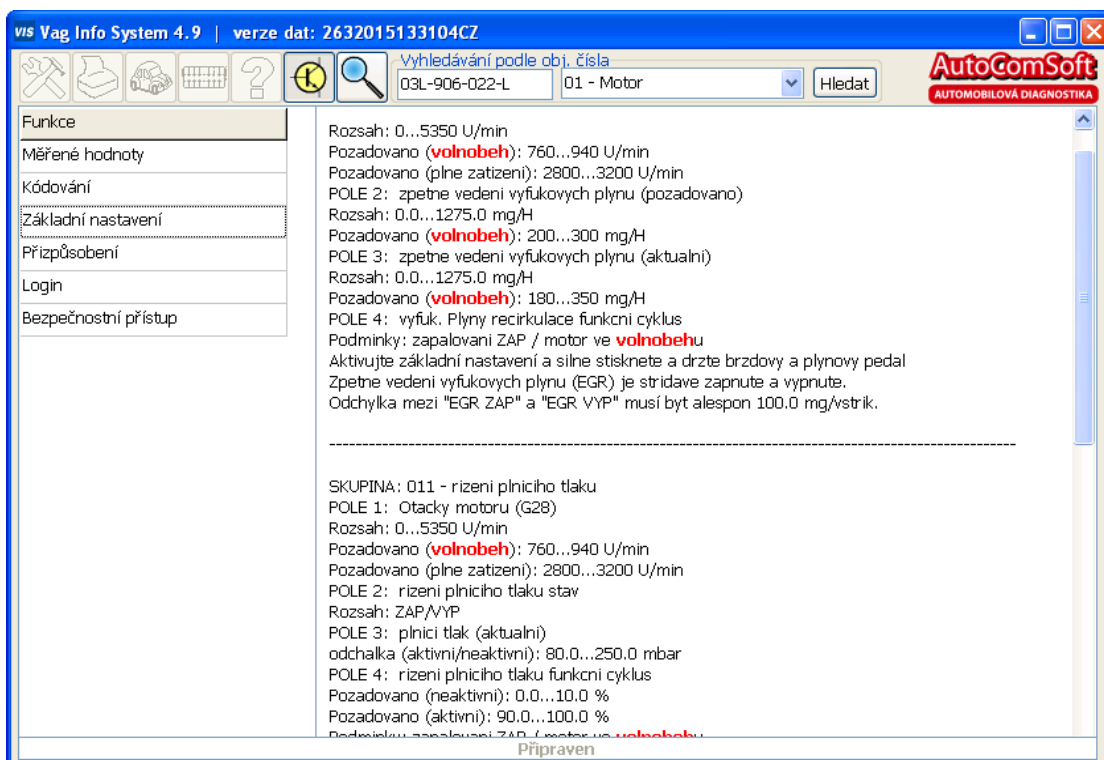 VIS Vag Info System 4.9 | verze dat: 2632015133104CZ
Vyhledávání podle obj. čísla
03L-906-022-L
01 - Motor
Hledat
AutoComSoft
AUTOMOBILOVÁ DIAGNOSTIKA
Funkce
Měřené hodnoty
Kódování
Základní nastavení
Přizpůsobení
Login
Bezpečnostní přístup
Rozsah: 0...5350 U/min
Pozadovano (volnobeh): 760...940 U/min
Pozadovano (plne zatizeni): 2800...3200 U/min
POLE 2: zpetne vedeni vyfukovych plynu (pozadovano)
Rozsah: 0.0...1275.0 mg/H
Pozadovano (volnobeh): 200...300 mg/H
POLE 3: zpetne vedeni vyfukovych plynu (aktualni)
Rozsah: 0.0...1275.0 mg/H
Pozadovano (volnobeh): 180...350 mg/H
POLE 4: vyfuk. Plyny recirkulace funkcni cyklus
Podminky: zapalovani ZAP / motor ve volnobehu
Aktivujte základní nastavení a silne stisknete a drzte brzdovy a plynovy pedal
Zpetne vedeni vyfukovych plynu (EGR) je stridave zapnute a vypnute.
Odchylka mezi "EGR ZAP" a "EGR VYP" musí byt alespon 100.0 mg/vstrik.
SKUPINA: 011 - rizeni plniciho tlaku
POLE 1: Otacky motoru (G28)
Rozsah: 0...5350 U/min
Pozadovano (volnobeh): 760...940 U/min
Pozadovano (plne zatizeni): 2800...3200 U/min
POLE 2: rizeni plniciho tlaku stav
Rozsah: ZAP/VYP
POLE 3: plnici tlak (aktualni)
odchalka (aktivni/neaktivni): 80.0...250.0 mbar
POLE 4: rizeni plniciho tlaku funkcni cyklus
Pozadovano (neaktivni): 0.0...10.0 %
Pozadovano (aktivni): 90.0...100.0 %
Podminky: zapalovani ZAP / motor ve volnobehu
Připraven